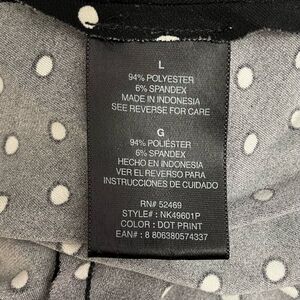 L
94% POLYESTER
6% SPANDEX
MADE IN INDONESIA
SEE REVERSE FOR CARE
G
94% POLIÉSTER
6% SPANDEX
HECHO EN INDONESIA
VER EL REVERSO PARA
INSTRUCCIONES DE CUIDADO
RN# 52469
STYLE# : NK49601P
COLOR : DOT PRINT
EAN# : 8 806380574337